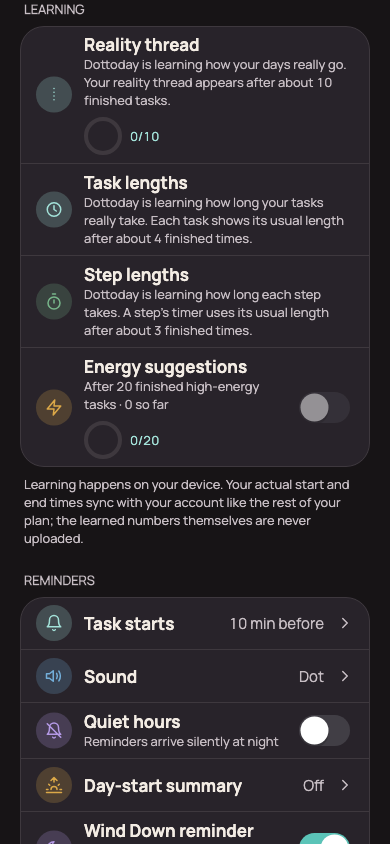 LEARNING
Reality thread
Dottoday is learning how your days really go.
Your reality thread appears after about 10
finished tasks.
0/10
Task lengths
Dottoday is learning how long your tasks
really take. Each task shows its usual length
after about 4 finished times.
Step lengths
Dottoday is learning how long each step
takes. A step's timer uses its usual length
after about 3 finished times.
Energy suggestions
After 20 finished high-energy
tasks · 0 so far
0/20
Learning happens on your device. Your actual start and
end times sync with your account like the rest of your
plan; the learned numbers themselves are never
uploaded.
REMINDERS
Task starts 10 min before
Sound Dot
Quiet hours
Reminders arrive silently at night
Day-start summary Off
Wind Down reminder